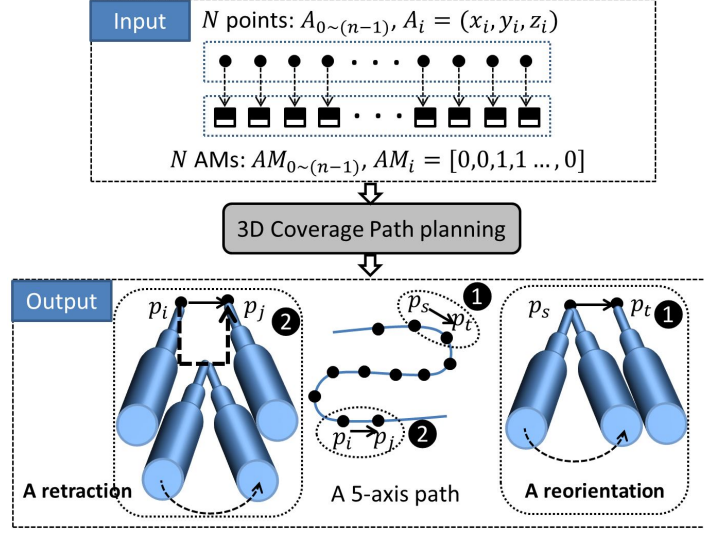 Input
N points: A_{0~(n−1)}, A_i = (x_i, y_i, z_i)
N AMs: AM_{0~(n−1)}, AM_i = [0,0,1,1 …, 0]
3D Coverage Path planning
Output
p_i p_j 2
p_s p_t 1
p_i p_j 2
p_s p_t 1
A retraction
A 5-axis path
A reorientation